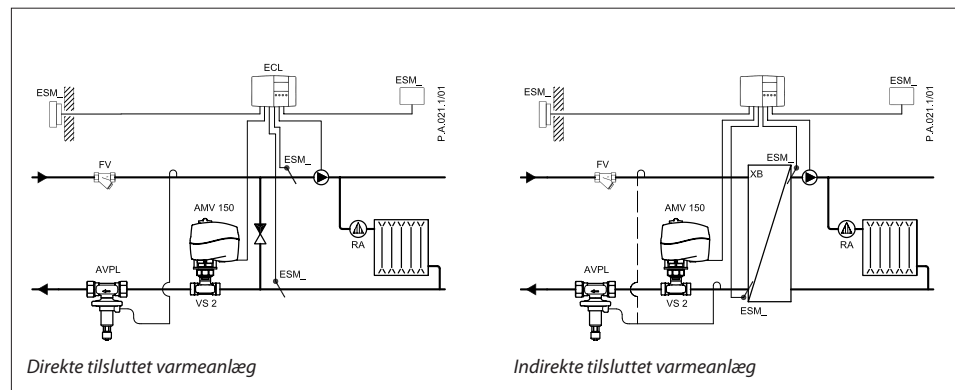 ECL
ESM_
ESM_
P.A.021.1/01
ESM_
FV
AMV 150
AVPL
RA
ESM_
VS 2
Direkte tilsluttet varmeanlæg
ESM_
ESM_
P.A.021.1/01
ESM_
FV
XB
AMV 150
AVPL
RA
VS 2
ESM_
Indirekte tilsluttet varmeanlæg